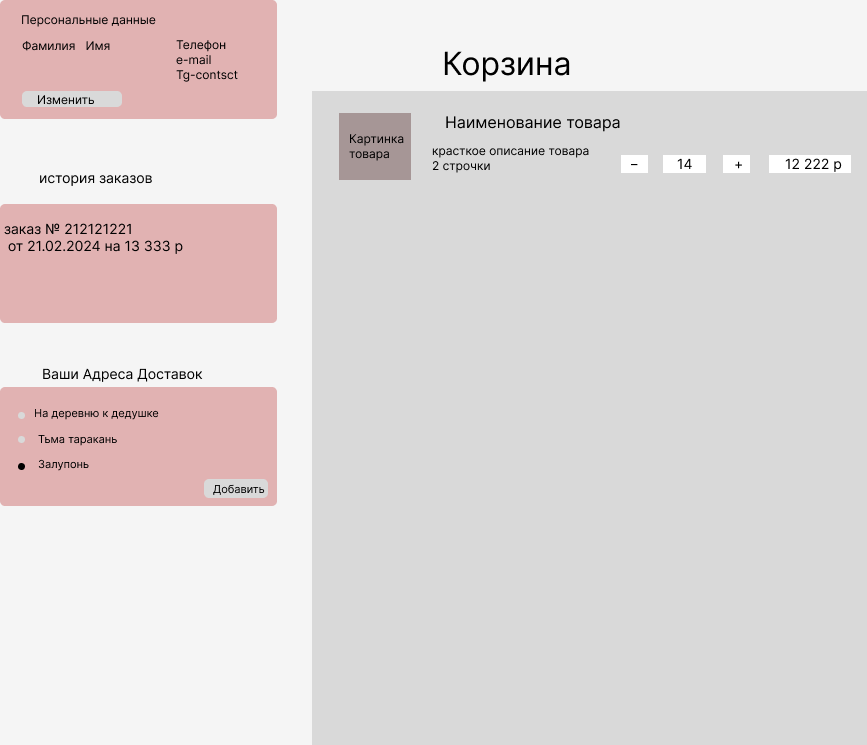 Персональные данные
Фамилия Имя
Телефон
e-mail
Tg-contsct
Изменить
история заказов
заказ № 212121221
от 21.02.2024 на 13 333 р
Ваши Адреса Доставок
На деревню к дедушке
Тьма таракань
Залупонь
Добавить
Корзина
Картинка
товара
Наименование товара
красткое описание товара
2 строчки
− 14 + 12 222 р